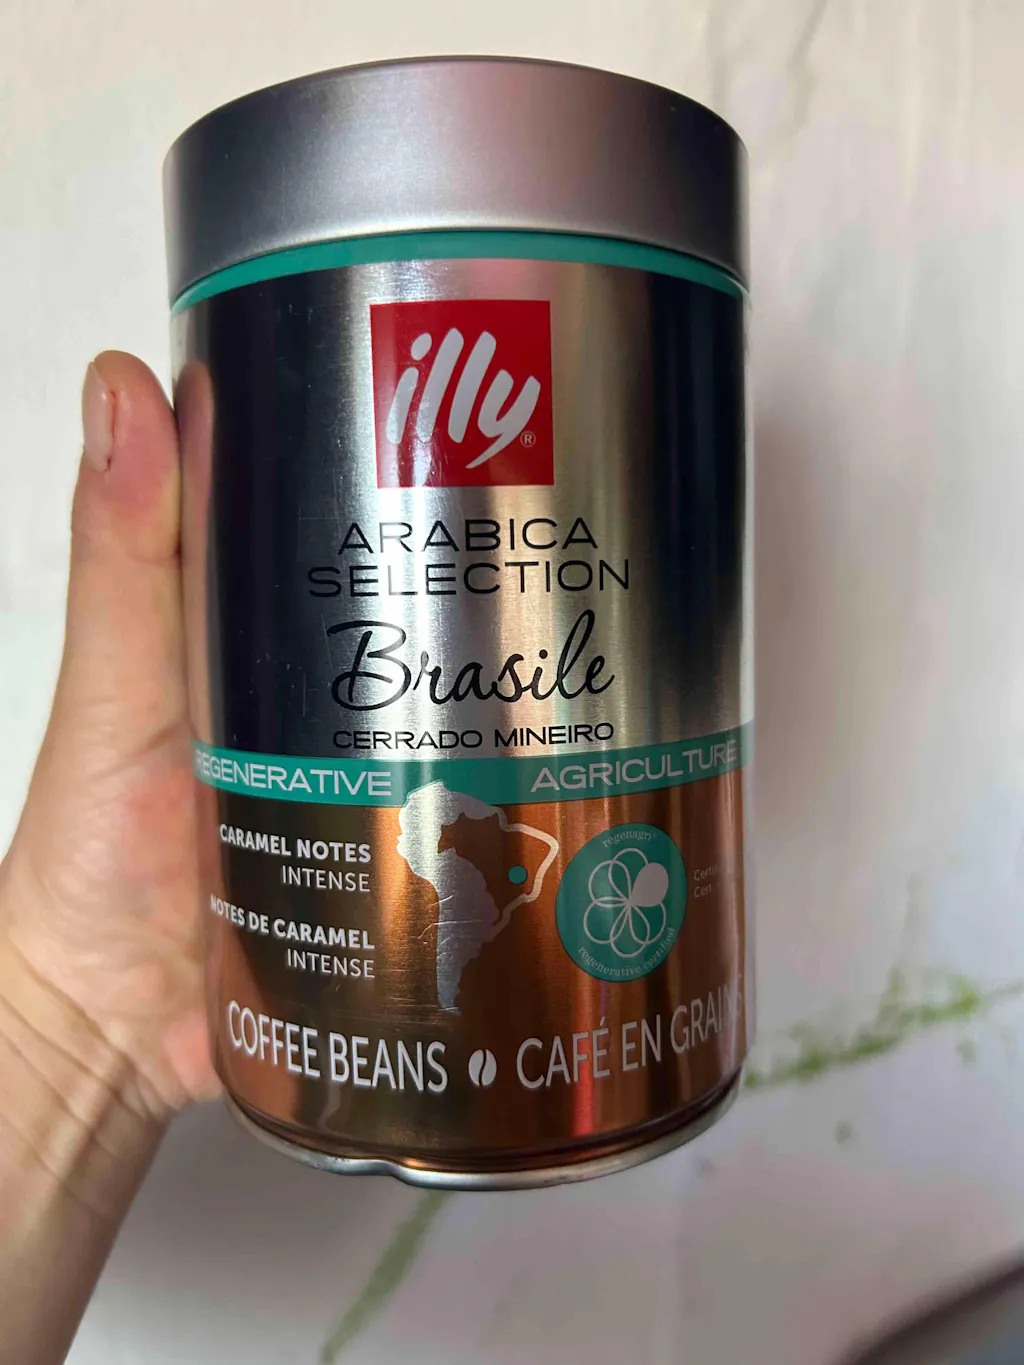 illy®
ARABICA
SELECTION
Brasile
CERRADO MINEIRO
REGENERATIVE AGRICULTURE
CARAMEL NOTES
INTENSE
NOTES DE CARAMEL
INTENSE
regenagri®
regenerative certified
COFFEE BEANS CAFÉ EN GRAINS